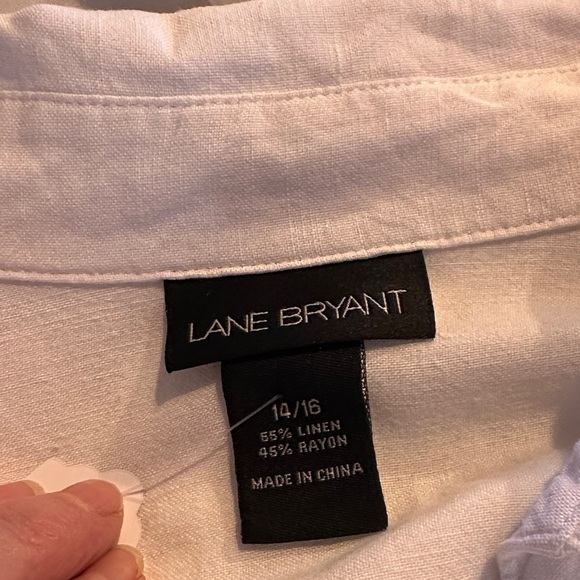 LANE BRYANT
14/16
55% LINEN
45% RAYON
MADE IN CHINA